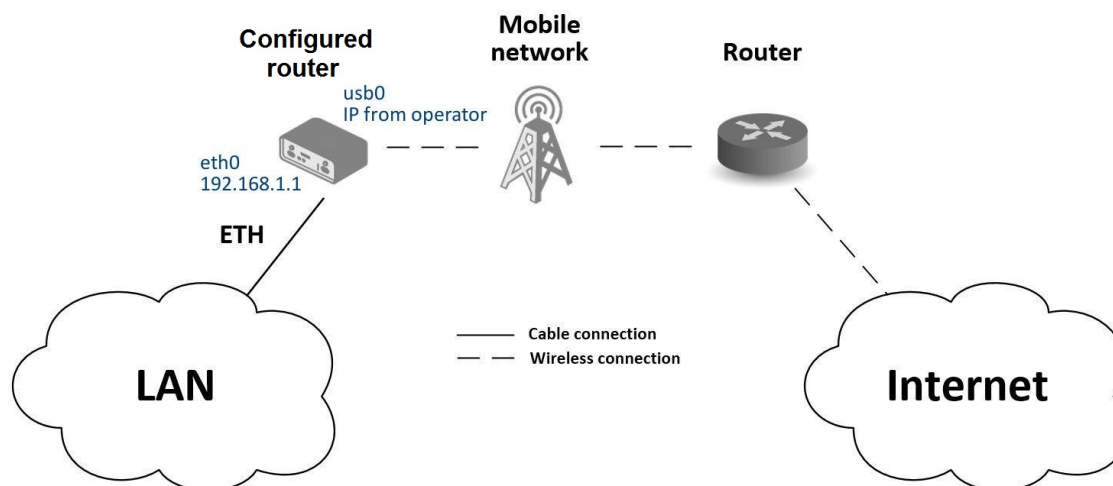 Configured
router
Mobile
network
Router
usb0
IP from operator
eth0
192.168.1.1
ETH
Cable connection
Wireless connection
LAN
Internet